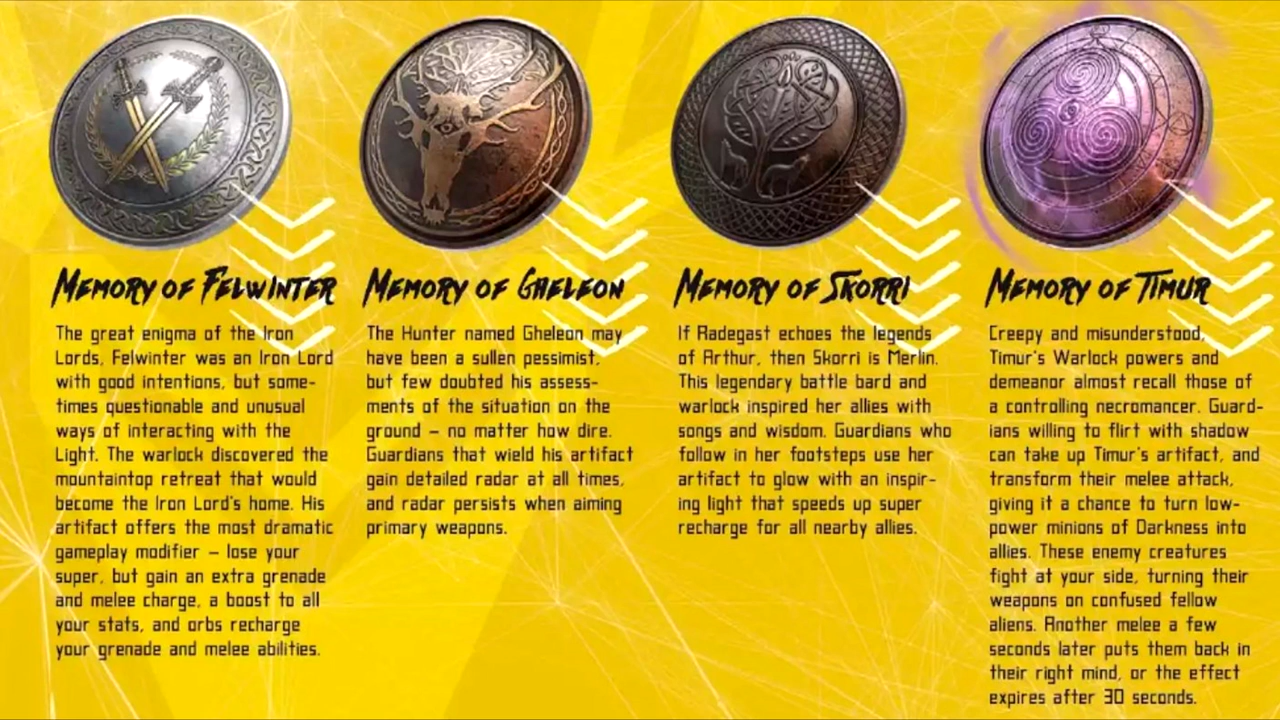 Memory of Felwinter
The great enigma of the Iron
Lords, Felwinter was an Iron Lord
with good intentions, but some-
times questionable and unusual
ways of interacting with the
Light. The warlock discovered the
mountaintop retreat that would
become the Iron Lord's home. His
artifact offers the most dramatic
gameplay modifier – lose your
super, but gain an extra grenade
and melee charge, a boost to all
your stats, and orbs recharge
your grenade and melee abilities.
Memory of Gheleon
The Hunter named Gheleon may
have been a sullen pessimist,
but few doubted his assess-
ments of the situation on the
ground – no matter how dire.
Guardians that wield his artifact
gain detailed radar at all times,
and radar persists when aiming
primary weapons.
Memory of Skorri
If Radegast echoes the legends
of Arthur, then Skorri is Merlin.
This legendary battle bard and
warlock inspired her allies with
songs and wisdom. Guardians who
follow in her footsteps use her
artifact to glow with an inspir-
ing light that speeds up super
recharge for all nearby allies.
Memory of Timur
Creepy and misunderstood,
Timur's Warlock powers and
demeanor almost recall those of
a controlling necromancer. Guard-
ians willing to flirt with shadow
can take up Timur's artifact, and
transform their melee attack,
giving it a chance to turn low-
power minions of Darkness into
allies. These enemy creatures
fight at your side, turning their
weapons on confused fellow
aliens. Another melee a few
seconds later puts them back in
their right mind, or the effect
expires after 30 seconds.